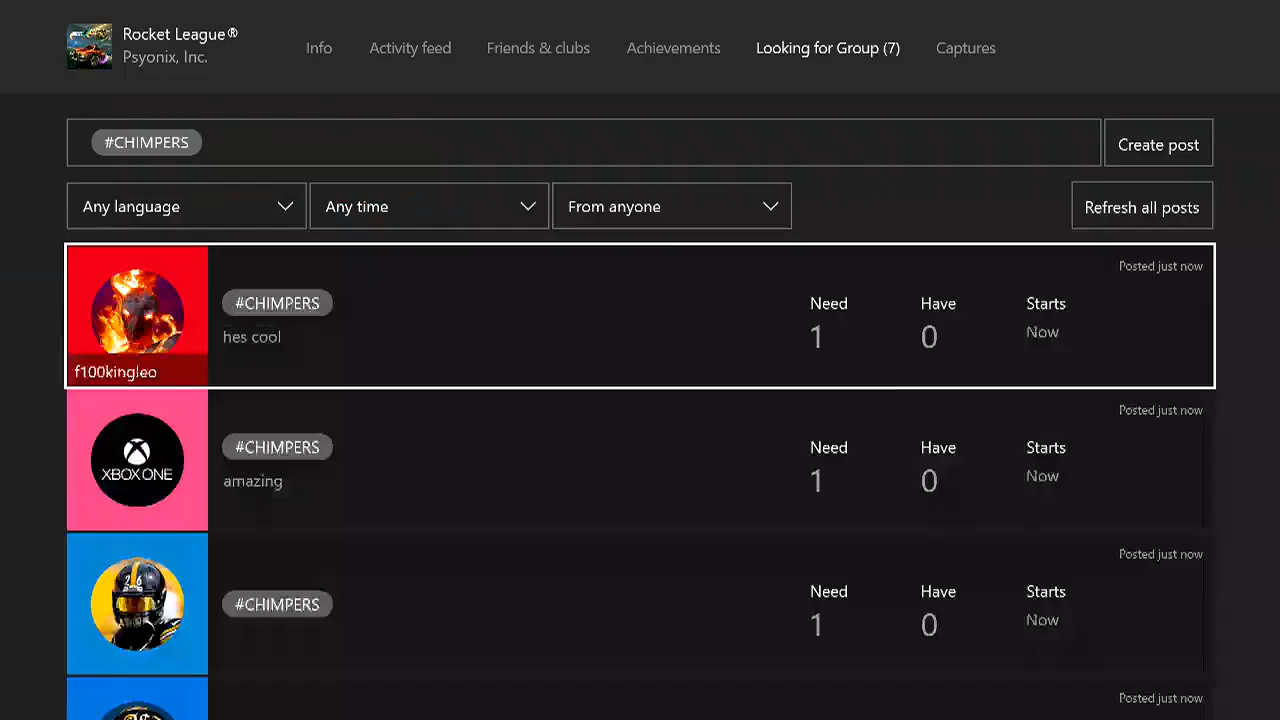 Rocket League®
Psyonix, Inc.
Info Activity feed Friends & clubs Achievements Looking for Group (7) Captures
#CHIMPERS Create post
Any language Any time From anyone Refresh all posts
Posted just now
#CHIMPERS Need Have Starts
hes cool 1 0 Now
f100kingleo
Posted just now
#CHIMPERS Need Have Starts
XBOX ONE amazing 1 0 Now
Posted just now
26
#CHIMPERS Need Have Starts
1 0 Now
Posted just now